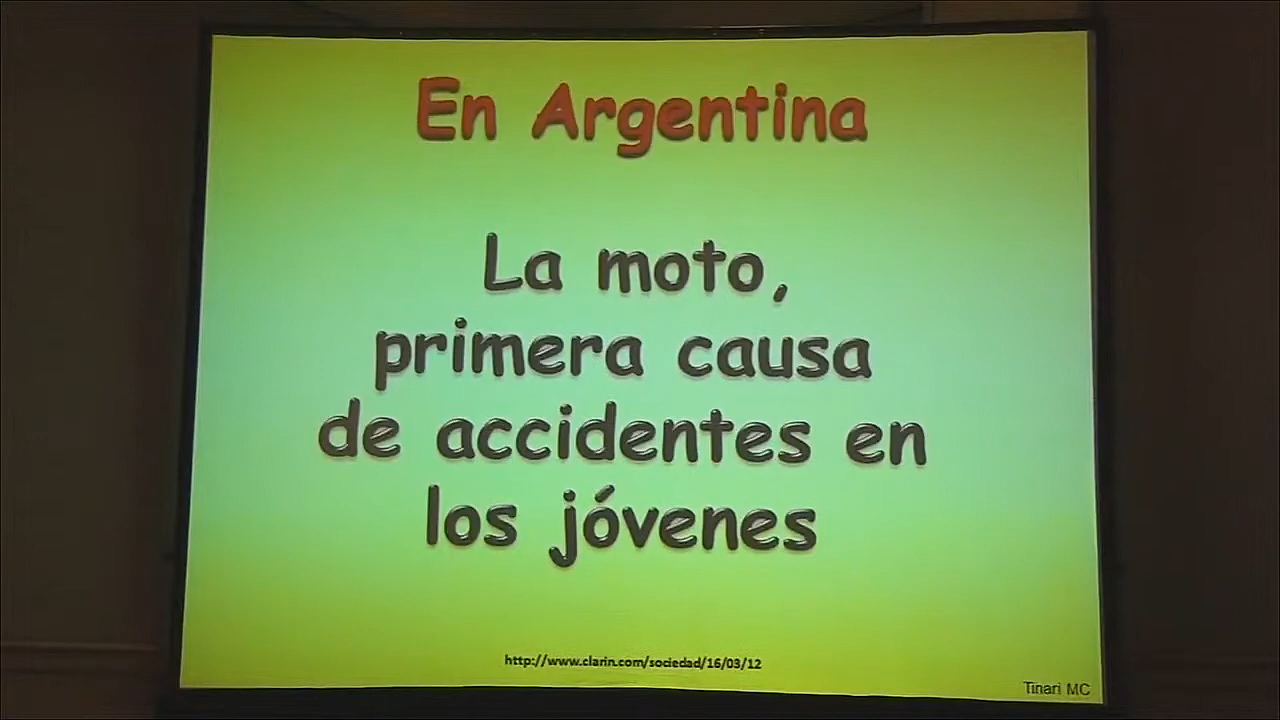 En Argentina
La moto,
primera causa
de accidentes en
los jóvenes
http://www.clarin.com/sociedad/16/03/12
Tinari MC